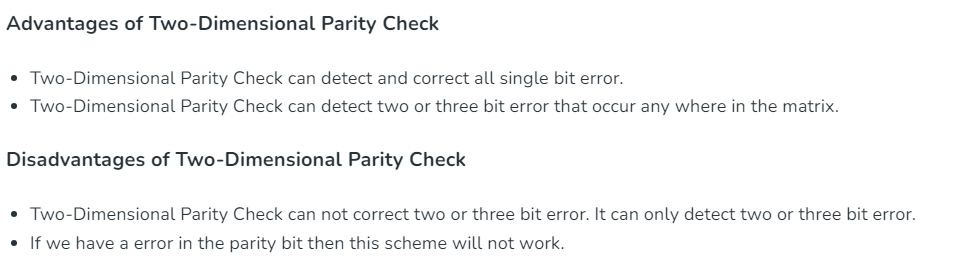 Advantages of Two-Dimensional Parity Check
• Two-Dimensional Parity Check can detect and correct all single bit error.
• Two-Dimensional Parity Check can detect two or three bit error that occur any where in the matrix.
Disadvantages of Two-Dimensional Parity Check
• Two-Dimensional Parity Check can not correct two or three bit error. It can only detect two or three bit error.
• If we have a error in the parity bit then this scheme will not work.